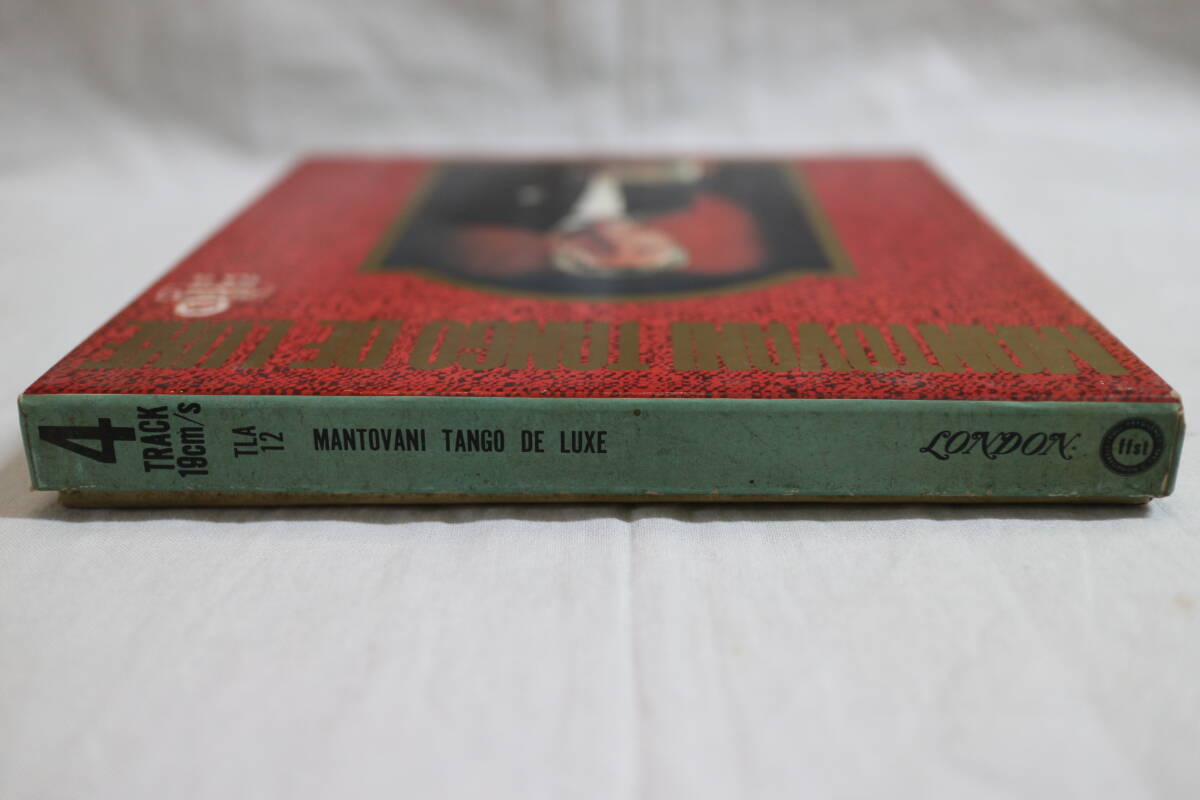 MANTOVANI TANGO DE LUXE
4
TRACK
19cm/s
TLA
12
MANTOVANI TANGO DE LUXE
LONDON
ffss